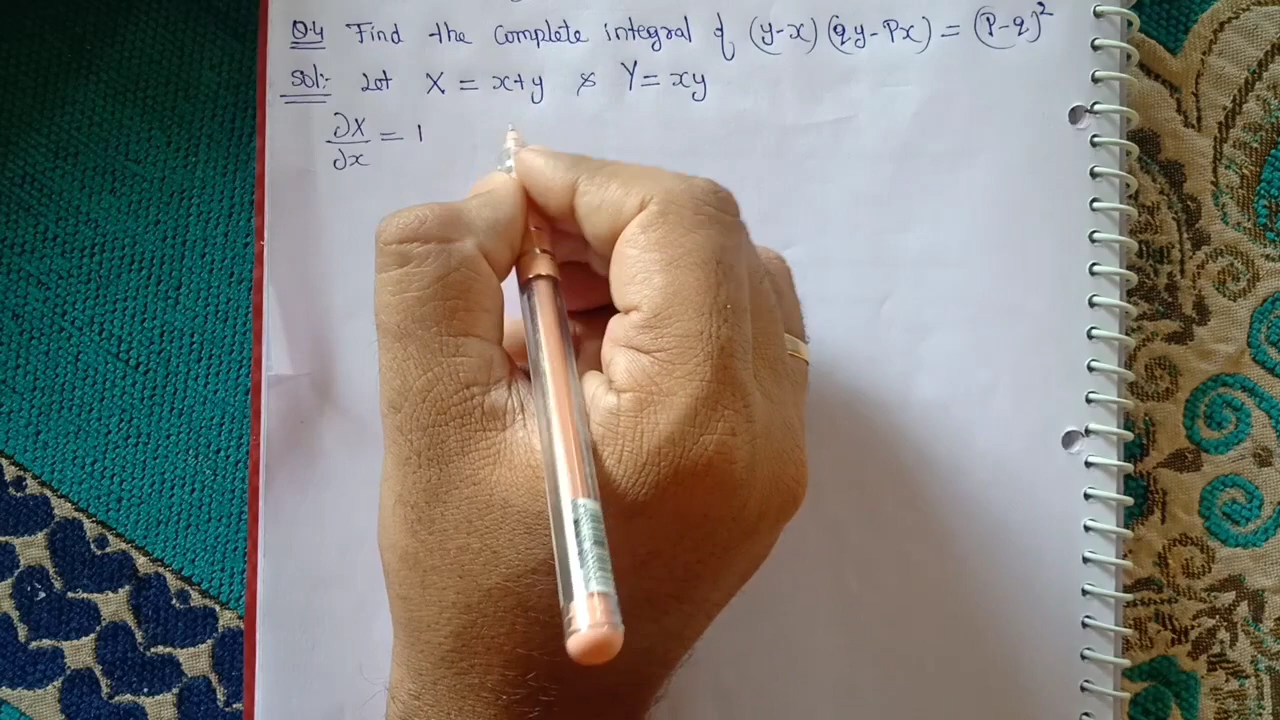 Q.4 Find the complete integral of (y-x)(qy-Px) = (P-q)²
Sol:- Let X = x+y & Y = xy
∂X/∂x = 1